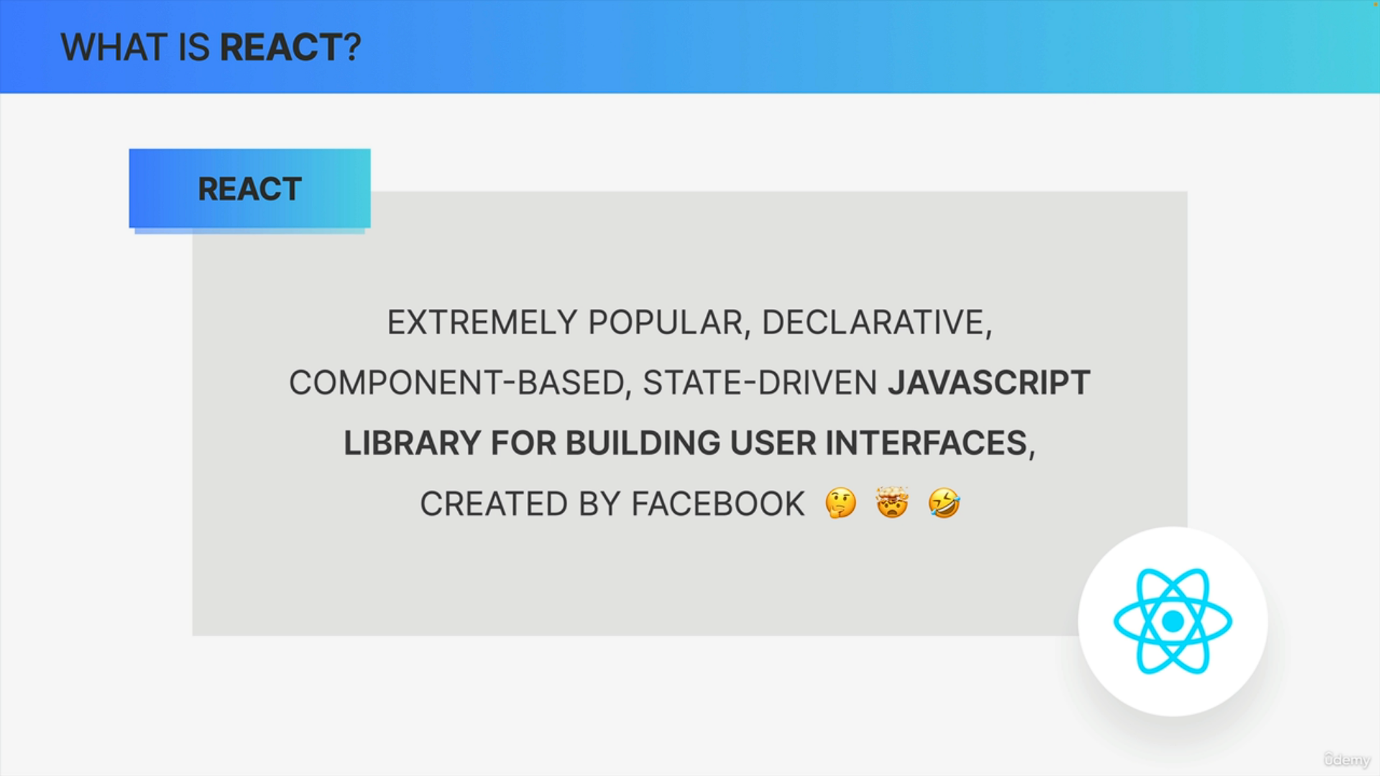 WHAT IS REACT?
REACT
EXTREMELY POPULAR, DECLARATIVE,
COMPONENT-BASED, STATE-DRIVEN JAVASCRIPT
LIBRARY FOR BUILDING USER INTERFACES,
CREATED BY FACEBOOK 🤔 🤯 🤣
ûdemy